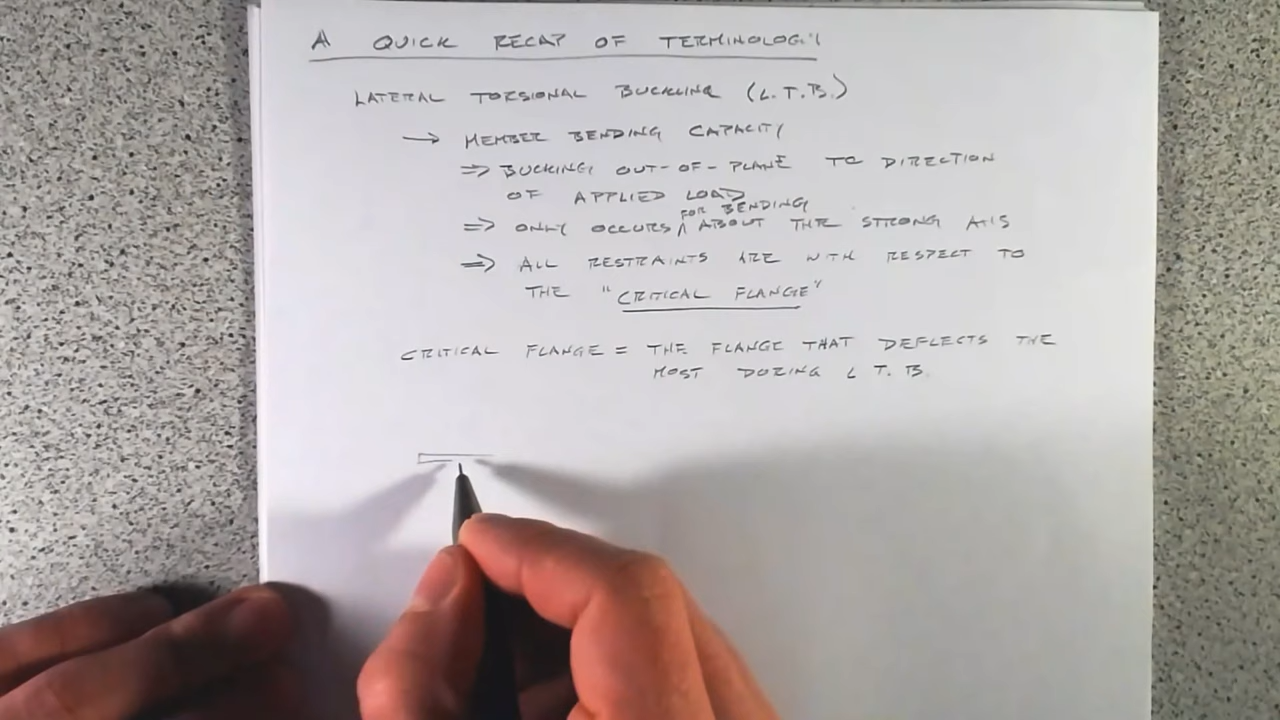 A QUICK RECAP OF TERMINOLOGY
LATERAL TORSIONAL BUCKLING (L.T.B.)
→ MEMBER BENDING CAPACITY
⇒ BUCKING OUT-OF-PLANE TO DIRECTION
OF APPLIED LOAD
FOR BENDING
⇒ ONLY OCCURS ^ ABOUT THE STRONG AXIS
⇒ ALL RESTRAINTS ARE WITH RESPECT TO
THE "CRITICAL FLANGE"
CRITICAL FLANGE = THE FLANGE THAT DEFLECTS THE
MOST DURING L.T.B.